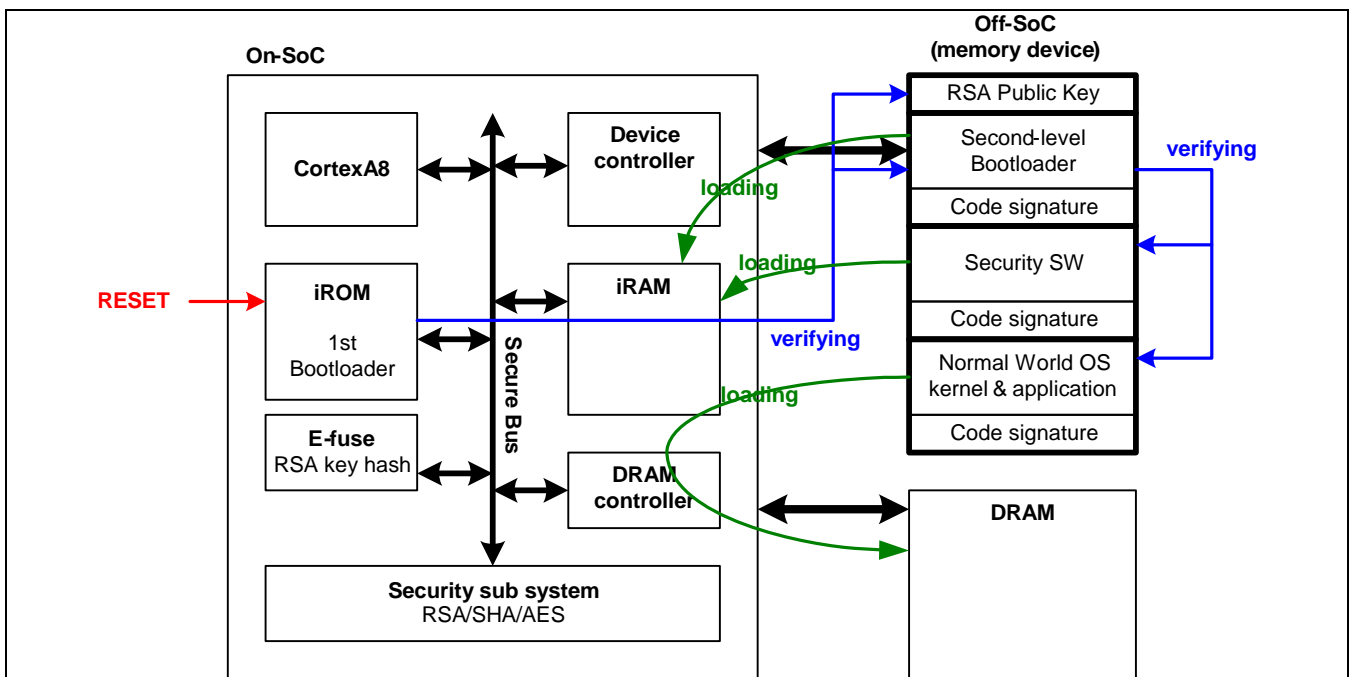 Off-SoC
(memory device)
On-SoC
RSA Public Key
CortexA8
Device
controller
Second-level
Bootloader
verifying
loading
Code signature
RESET
iROM
1st
Bootloader
iRAM
loading
Security SW
verifying
Code signature
Secure Bus
loading
Normal World OS
kernel & application
Code signature
E-fuse
RSA key hash
DRAM
controller
DRAM
Security sub system
RSA/SHA/AES